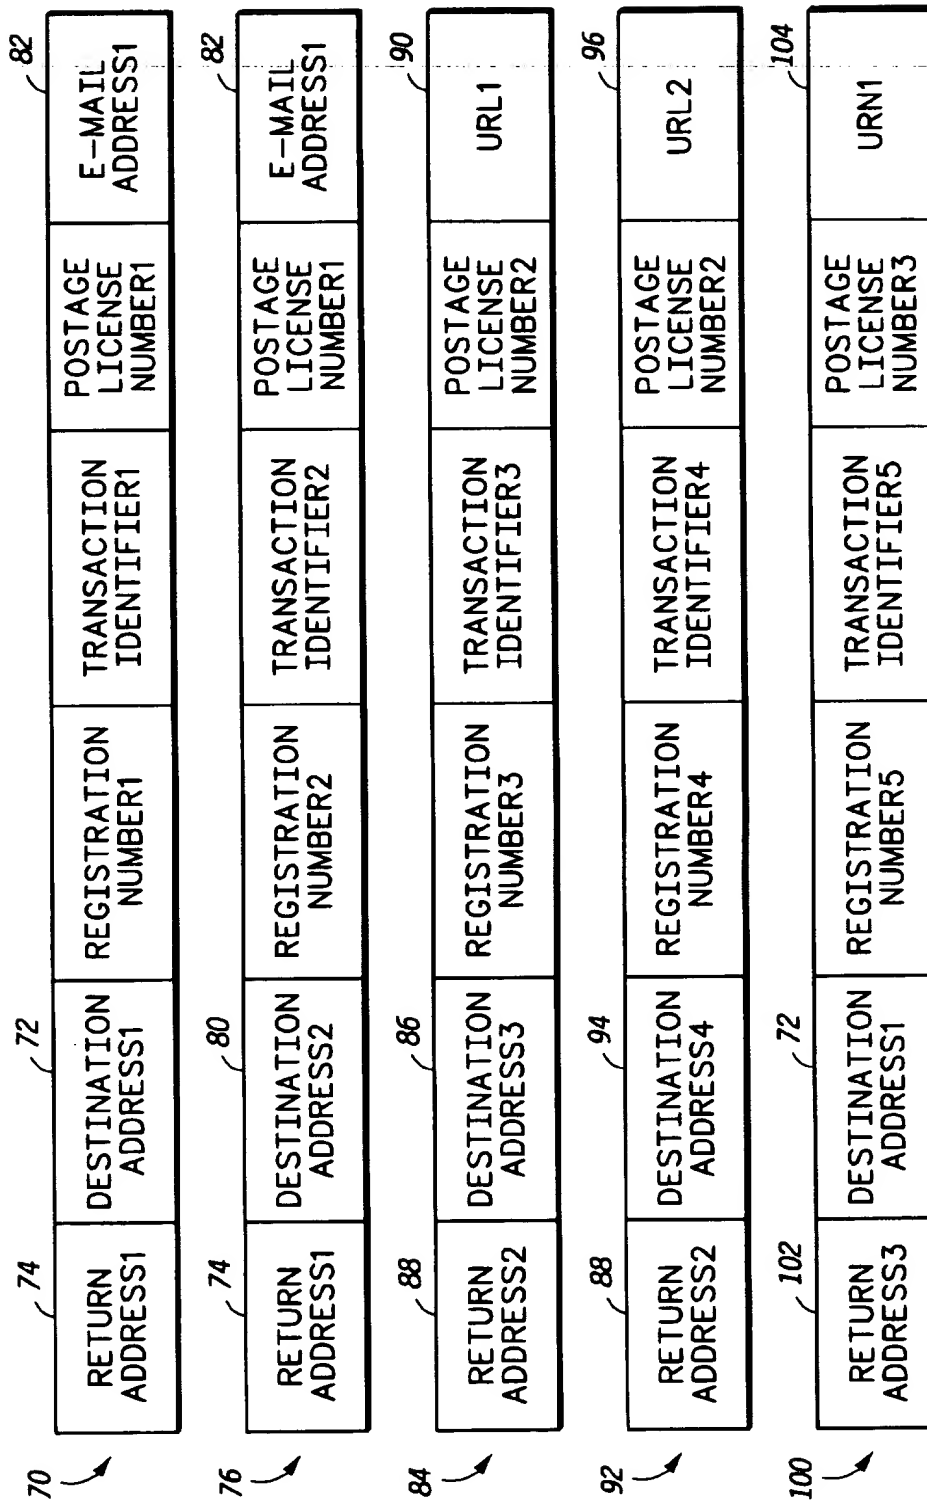 70
74
RETURN
ADDRESS1
72
DESTINATION
ADDRESS1
REGISTRATION
NUMBER1
TRANSACTION
IDENTIFIER1
POSTAGE
LICENSE
NUMBER1
82
E-MAIL
ADDRESS1
76
74
RETURN
ADDRESS1
80
DESTINATION
ADDRESS2
REGISTRATION
NUMBER2
TRANSACTION
IDENTIFIER2
POSTAGE
LICENSE
NUMBER1
82
E-MAIL
ADDRESS1
84
88
RETURN
ADDRESS2
86
DESTINATION
ADDRESS3
REGISTRATION
NUMBER3
TRANSACTION
IDENTIFIER3
POSTAGE
LICENSE
NUMBER2
90
URL1
92
88
RETURN
ADDRESS2
94
DESTINATION
ADDRESS4
REGISTRATION
NUMBER4
TRANSACTION
IDENTIFIER4
POSTAGE
LICENSE
NUMBER2
96
URL2
100
102
RETURN
ADDRESS3
72
DESTINATION
ADDRESS1
REGISTRATION
NUMBER5
TRANSACTION
IDENTIFIER5
POSTAGE
LICENSE
NUMBER3
104
URN1